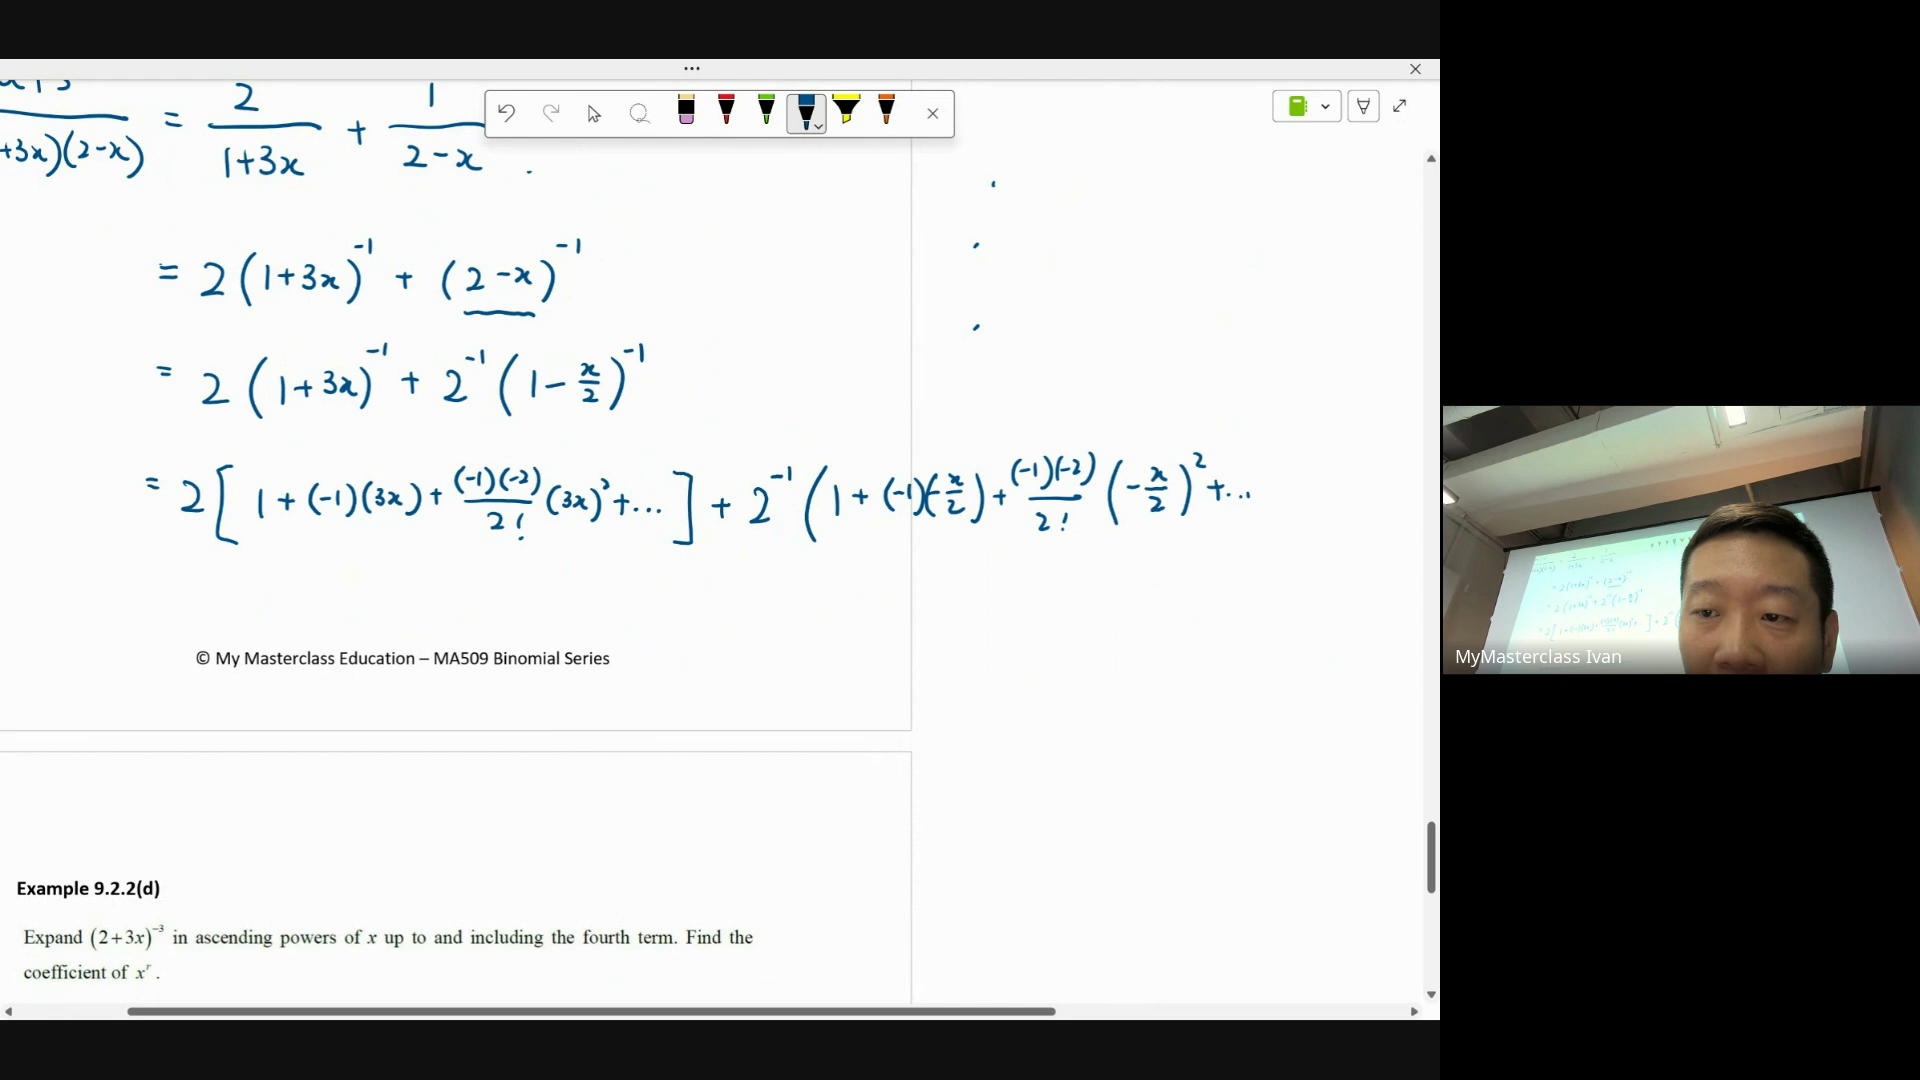 (2-x) = 2/(1+3x) + 1/(2-x)
= 2(1+3x)^-1 + (2-x)^-1
= 2(1+3x)^-1 + 2^-1(1-x/2)^-1
= 2[1+(-1)(3x)+(-1)(-2)/2!(3x)²+...] + 2^-1(1+(-1)(-x/2)+(-1)(-2)/2!(-x/2)²+...
© My Masterclass Education – MA509 Binomial Series
Example 9.2.2(d)
Expand (2+3x)^-3 in ascending powers of x up to and including the fourth term. Find the
coefficient of x^r.
MyMasterclass Ivan